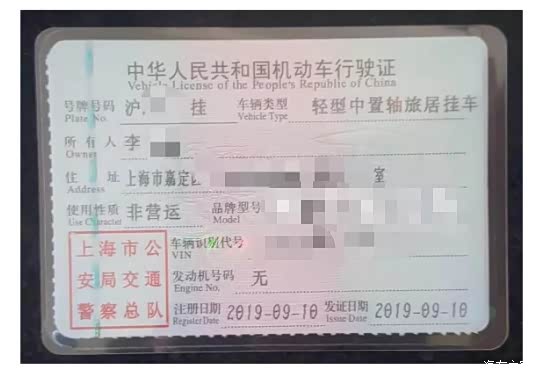 中华人民共和国机动车行驶证
Vehicle License of the People's Republic of China
号牌号码 沪 挂 车辆类型 轻型中置轴旅居挂车
Plate No. Vehicle Type
所有人 李
Owner
住址 上海市嘉定区 室
Address
使用性质 非营运 品牌型号
Use Character Model
上海市公 车辆识别代号
VIN
安局交通 发动机号码 无
Engine No.
警察总队 注册日期 2019-09-10 发证日期 2019-09-10
Register Date Issue Date